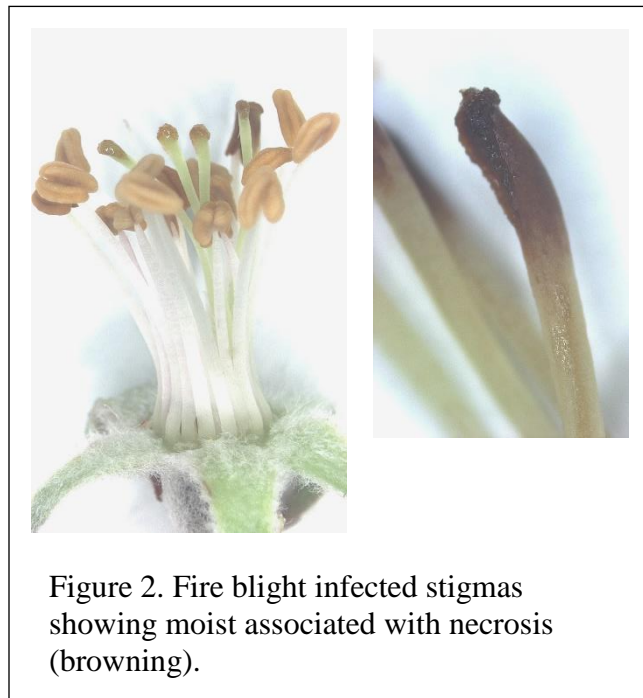 Figure 2. Fire blight infected stigmas
showing moist associated with necrosis
(browning).